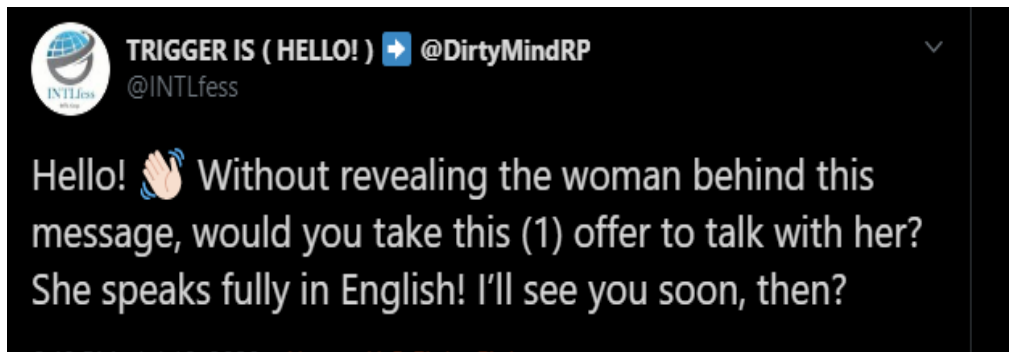 TRIGGER IS ( HELLO! ) ➡️ @DirtyMindRP
@INTLfess
INTLfess
Hello! 👋🏻 Without revealing the woman behind this
message, would you take this (1) offer to talk with her?
She speaks fully in English! I’ll see you soon, then?